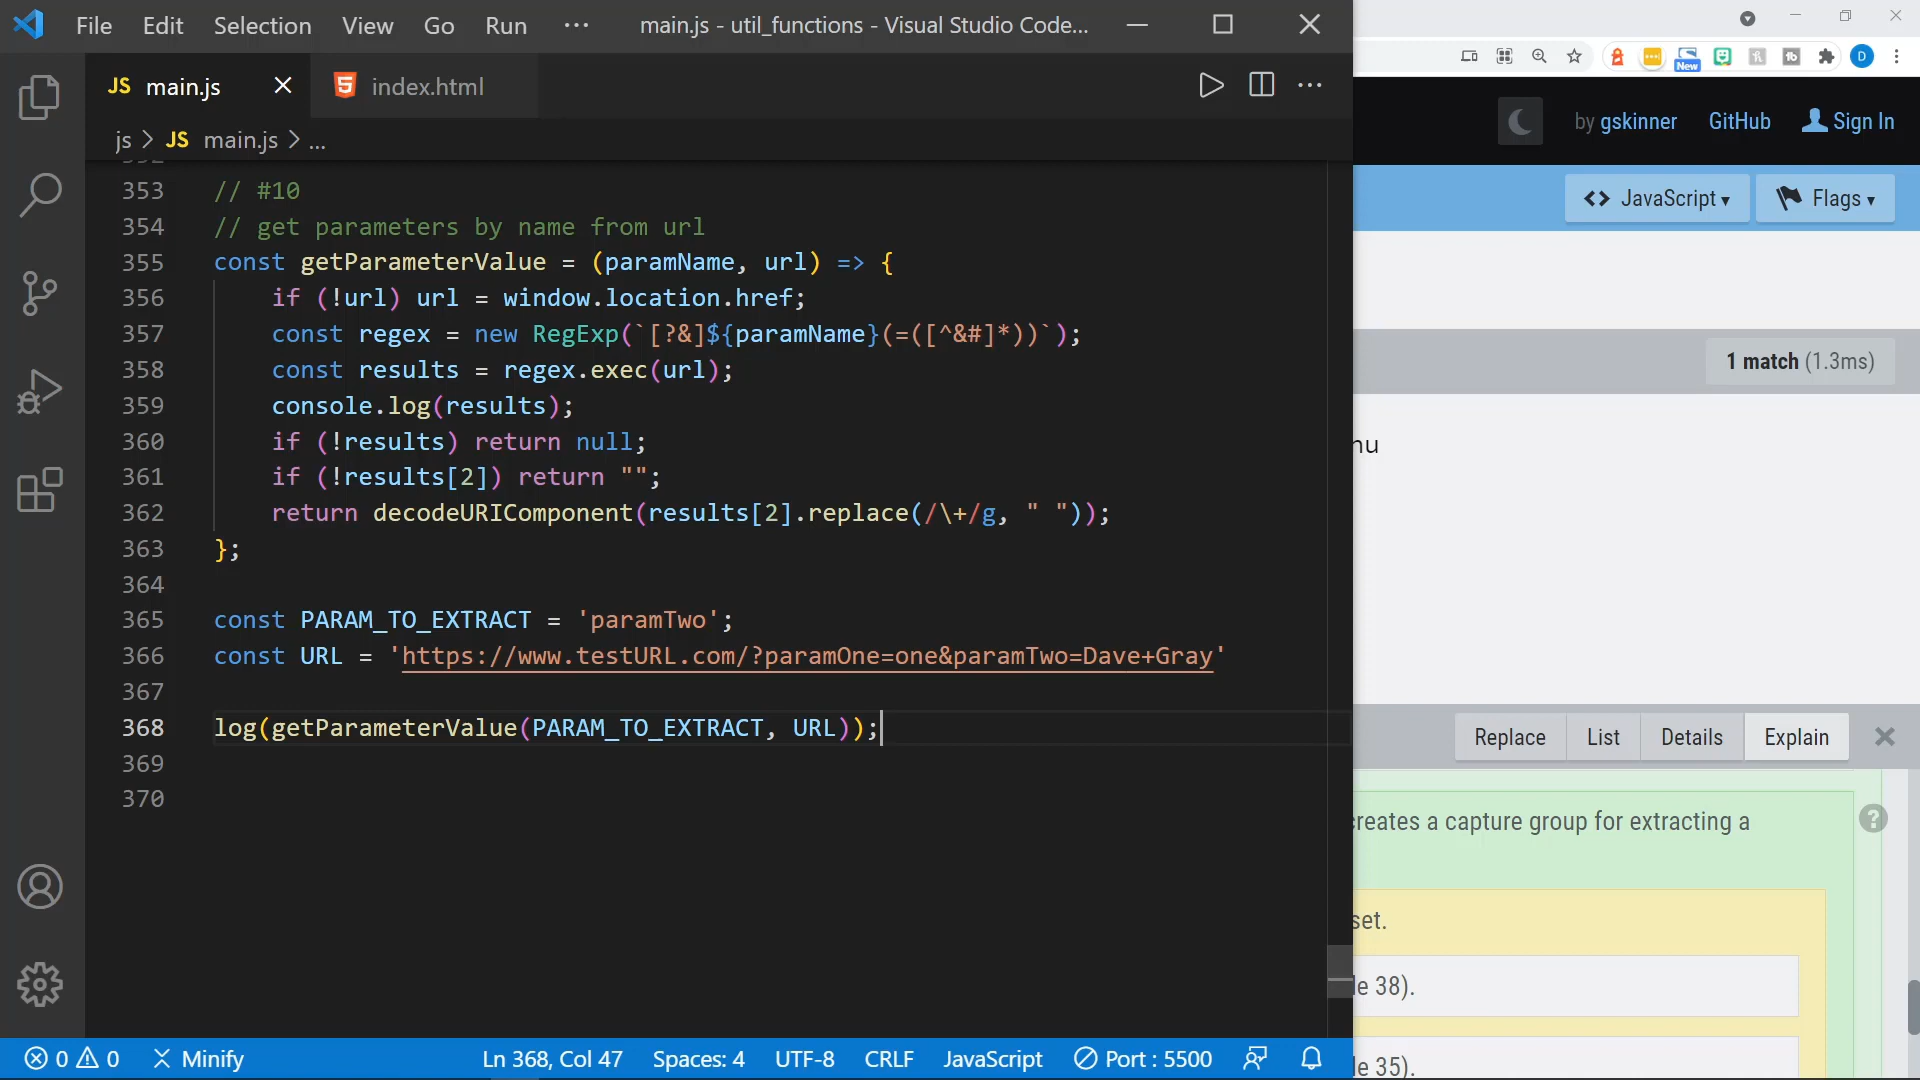 File Edit Selection View Go Run ··· main.js - util_functions - Visual Studio Code...
JS main.js index.html
js > JS main.js > ...
353 // #10
354 // get parameters by name from url
355 const getParameterValue = (paramName, url) => {
356 if (!url) url = window.location.href;
357 const regex = new RegExp(`[?&]${paramName}(=([^&#]*))`);
358 const results = regex.exec(url);
359 console.log(results);
360 if (!results) return null;
361 if (!results[2]) return "";
362 return decodeURIComponent(results[2].replace(/\+/g, " "));
363 };
364
365 const PARAM_TO_EXTRACT = 'paramTwo';
366 const URL = 'https://www.testURL.com/?paramOne=one&paramTwo=Dave+Gray'
367
368 log(getParameterValue(PARAM_TO_EXTRACT, URL));
369
370
0 0 Minify Ln 368, Col 47 Spaces: 4 UTF-8 CRLF JavaScript Port : 5500
New D
by gskinner GitHub Sign In
<> JavaScript Flags
1 match (1.3ms)
nu
Replace List Details Explain
creates a capture group for extracting a
?
set.
le 38).
le 35).